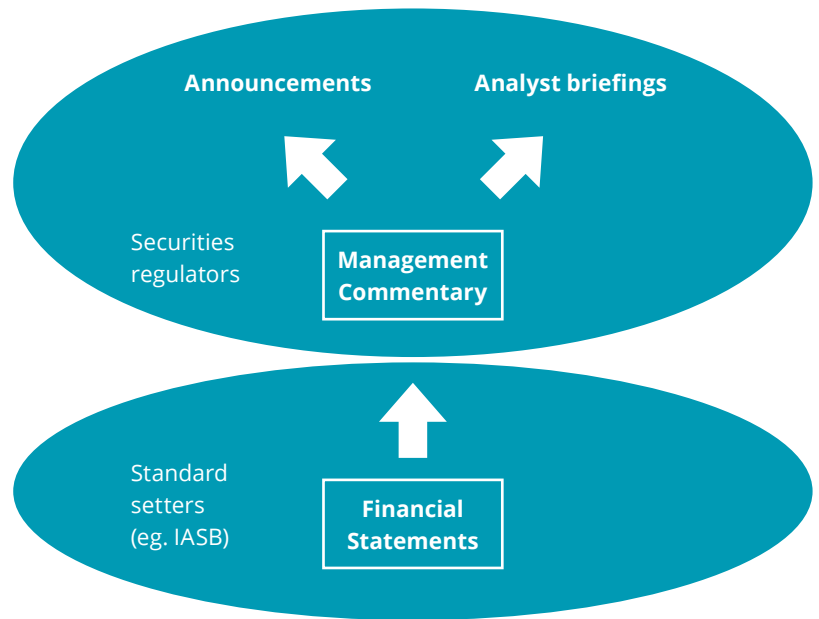 Announcements
Analyst briefings
Securities
regulators
Management
Commentary
Standard
setters
(eg. IASB)
Financial
Statements